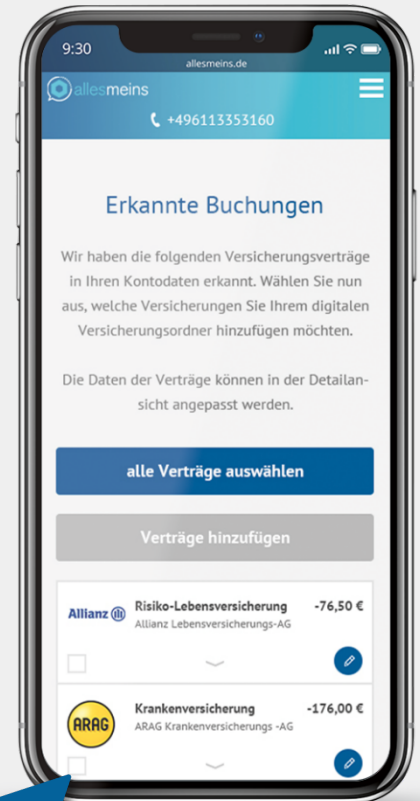 9:30
allesmeins.de
allesmeins
+496113353160
Erkannte Buchungen
Wir haben die folgenden Versicherungsverträge
in Ihren Kontodaten erkannt. Wählen Sie nun
aus, welche Versicherungen Sie Ihrem digitalen
Versicherungsordner hinzufügen möchten.
Die Daten der Verträge können in der Detailan-
sicht angepasst werden.
alle Verträge auswählen
Verträge hinzufügen
Allianz Risiko-Lebensversicherung -76,50 €
Allianz Lebensversicherungs-AG
ARAG Krankenversicherung -176,00 €
ARAG Krankenversicherungs -AG